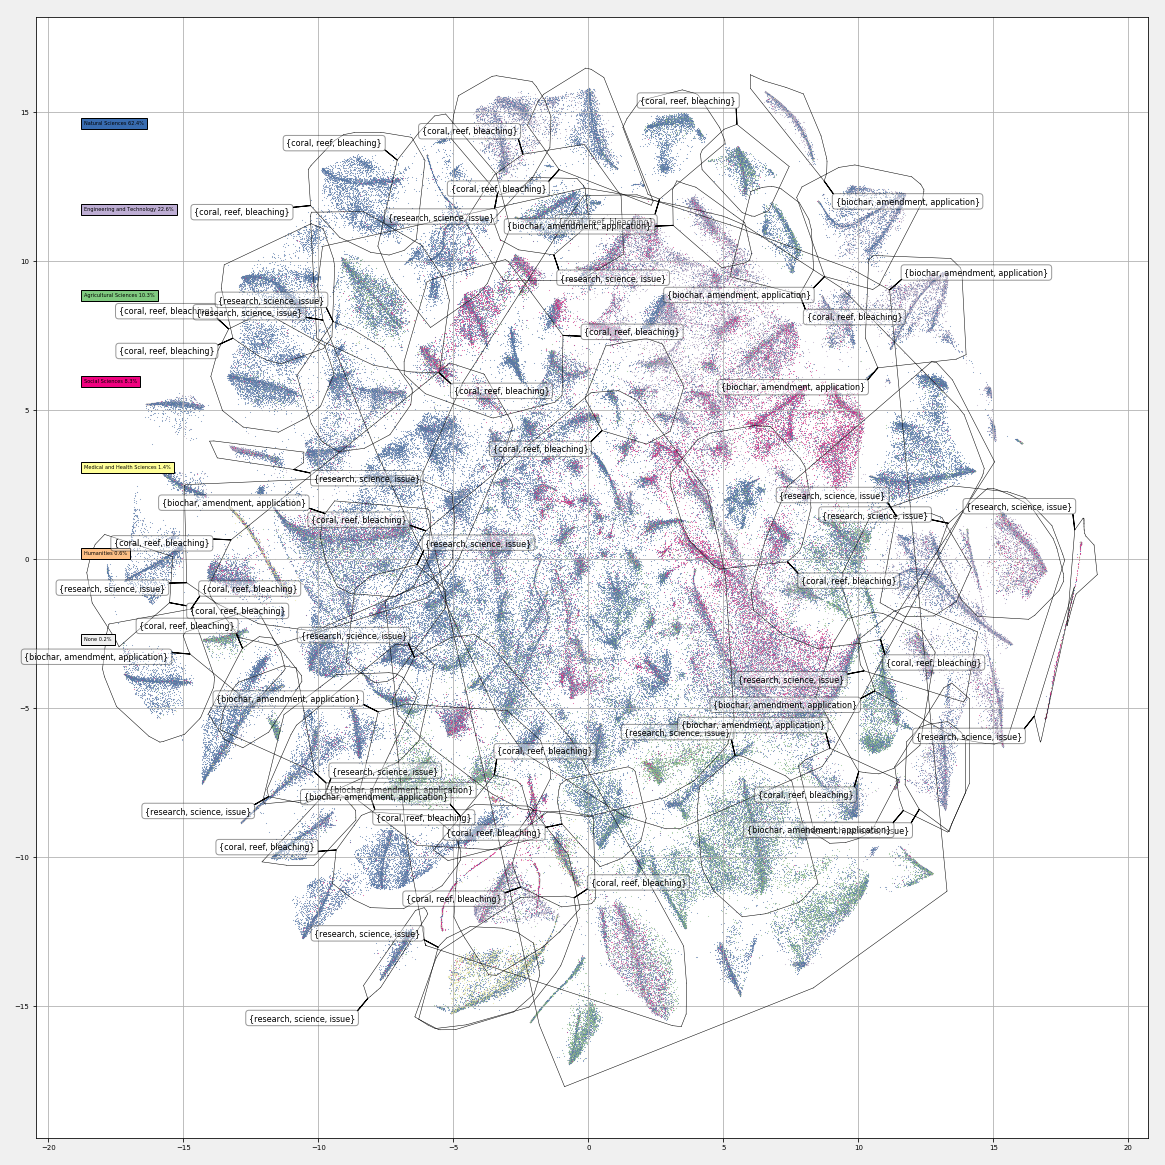 15
10
5
0
−5
−10
−15
−20
−15
−10
−5
0
5
10
15
20
Natural Sciences 62.4%
Engineering and Technology 22.6%
Agricultural Sciences 10.3%
Medical and Health Sciences 1.4%
Humanities 0.6%
None 0.2%
{coral, reef, bleaching}
{coral, reef, bleaching}
{coral, reef, bleaching}
{coral, reef, bleaching}
{biochar, amendment, application}
{coral, reef, bleaching}
{research, science, issue}
{biochar, amendment, application}
{biochar, amendment, application}
{research, science, issue}
{biochar, amendment, application}
{research, science, issue}
{research, science, issue}
{coral, reef, bleaching}
{coral, reef, bleaching}
{coral, reef, bleaching}
{biochar, amendment, application}
{coral, reef, bleaching}
{coral, reef, bleaching}
{research, science, issue}
{research, science, issue}
{biochar, amendment, application}
{research, science, issue}
{research, science, issue}
{coral, reef, bleaching}
{coral, reef, bleaching}
{research, science, issue}
{coral, reef, bleaching}
{research, science, issue}
{coral, reef, bleaching}
{coral, reef, bleaching}
{coral, reef, bleaching}
{research, science, issue}
{biochar, amendment, application}
{coral, reef, bleaching}
{research, science, issue}
{biochar, amendment, application}
{biochar, amendment, application}
{biochar, amendment, application}
{research, science, issue}
{research, science, issue}
{coral, reef, bleaching}
{research, science, issue}
{biochar, amendment, application}
{biochar, amendment, application}
{coral, reef, bleaching}
{research, science, issue}
{coral, reef, bleaching}
{biochar, amendment, application}
{coral, reef, bleaching}
{coral, reef, bleaching}
{coral, reef, bleaching}
{coral, reef, bleaching}
{research, science, issue}
{research, science, issue}